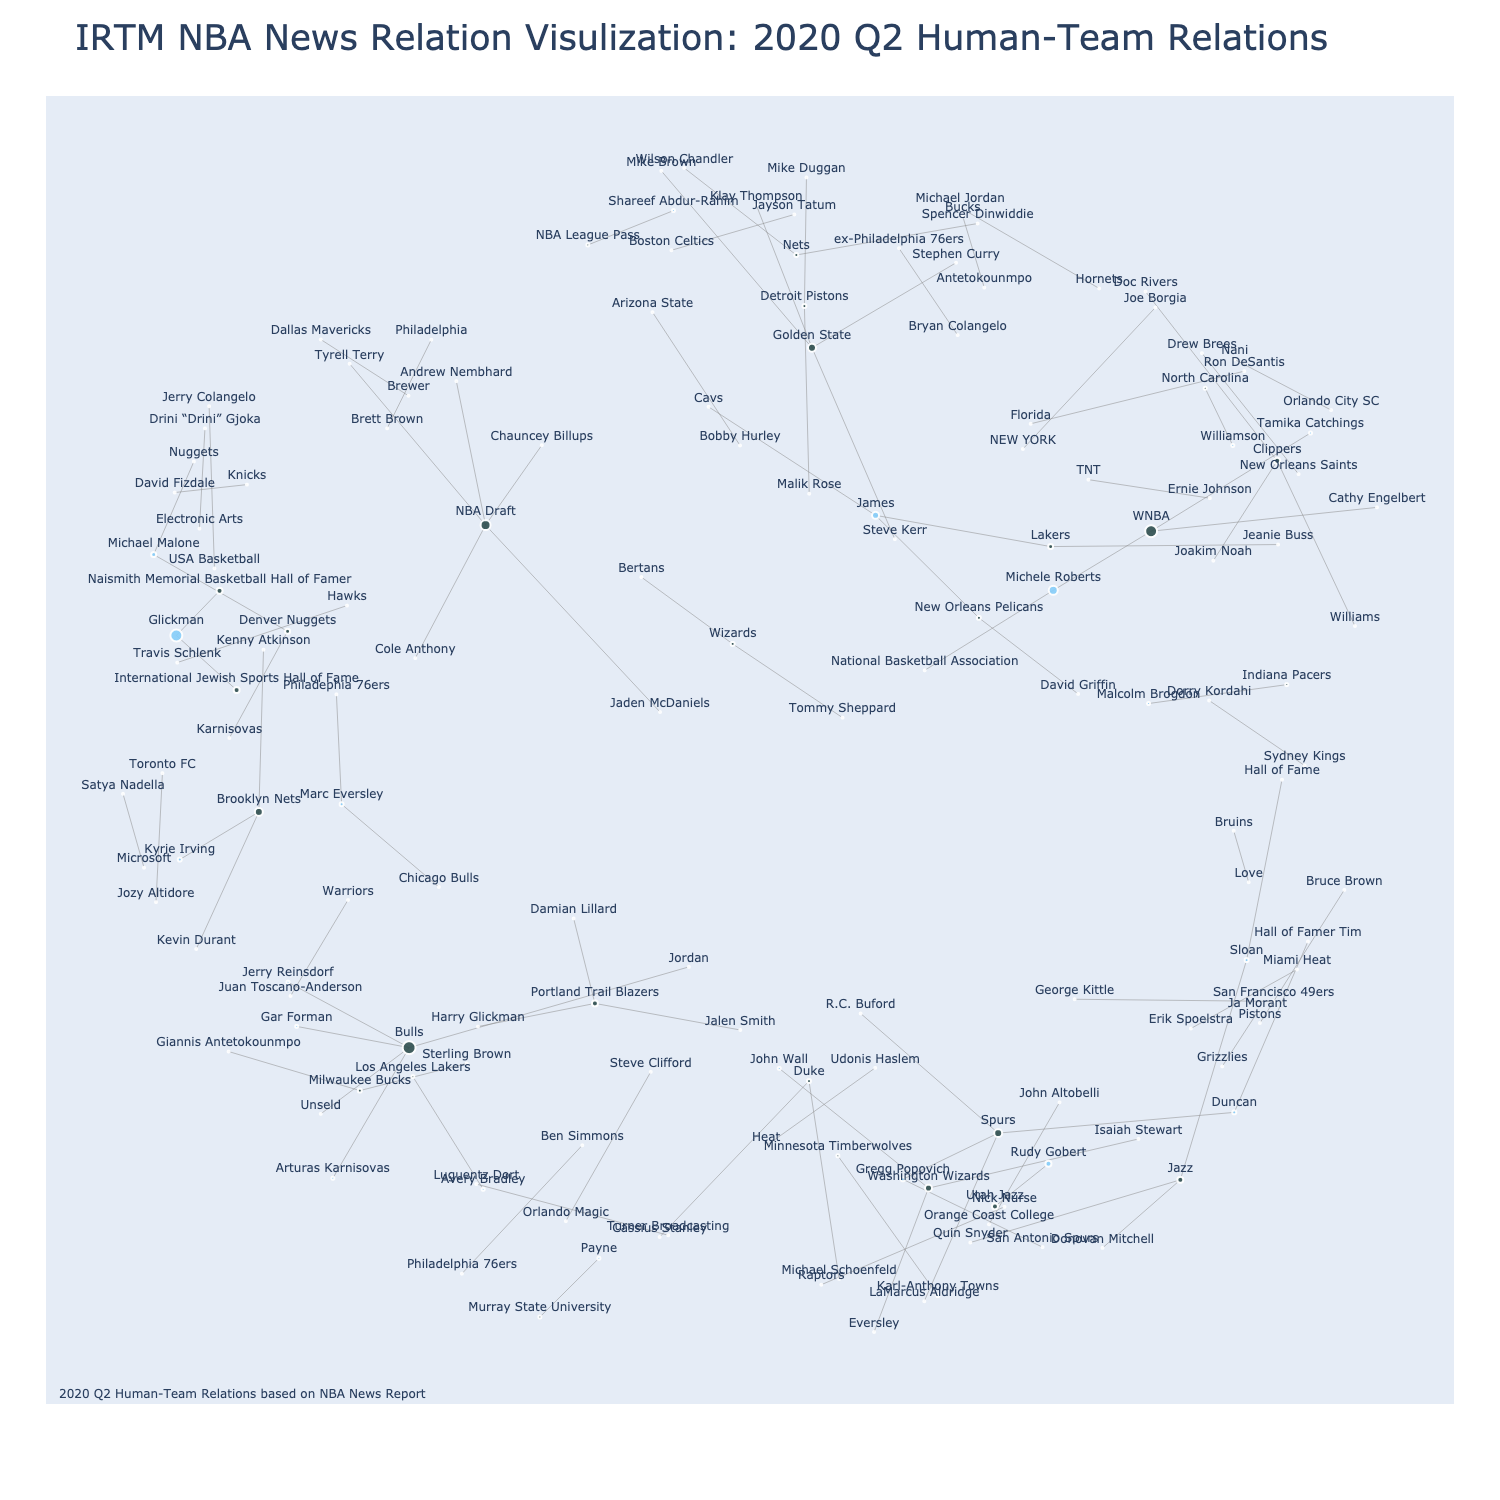 IRTM NBA News Relation Visulization: 2020 Q2 Human-Team Relations
Wilson Chandler
Mike Brown
Mike Duggan
Klay Thompson
Michael Jordan
Shareef Abdur-Rahim
Jayson Tatum
Bucks
Spencer Dinwiddie
NBA League Pass
Boston Celtics
Nets
ex-Philadelphia 76ers
Stephen Curry
Antetokounmpo
Hornets
Doc Rivers
Detroit Pistons
Joe Borgia
Arizona State
Dallas Mavericks
Philadelphia
Golden State
Bryan Colangelo
Drew Brees
Nani
Tyrell Terry
Ron DeSantis
Andrew Nembhard
North Carolina
Brewer
Jerry Colangelo
Cavs
Orlando City SC
Drini “Drini” Gjoka
Brett Brown
Florida
Tamika Catchings
Chauncey Billups
Bobby Hurley
NEW YORK
Williamson
Nuggets
Clippers
New Orleans Saints
David Fizdale
Knicks
Malik Rose
TNT
Ernie Johnson
Cathy Engelbert
Electronic Arts
NBA Draft
James
WNBA
Michael Malone
Steve Kerr
Lakers
Jeanie Buss
USA Basketball
Joakim Noah
Naismith Memorial Basketball Hall of Famer
Bertans
Michele Roberts
Hawks
Glickman
Denver Nuggets
New Orleans Pelicans
Williams
Kenny Atkinson
Wizards
Travis Schlenk
Cole Anthony
National Basketball Association
International Jewish Sports Hall of Fame
Philadephia 76ers
David Griffin
Indiana Pacers
Malcolm Brogdon
Dorry Kordahi
Karnisovas
Jaden McDaniels
Tommy Sheppard
Toronto FC
Sydney Kings
Hall of Fame
Satya Nadella
Brooklyn Nets
Marc Eversley
Bruins
Kyrie Irving
Microsoft
Chicago Bulls
Love
Bruce Brown
Jozy Altidore
Warriors
Damian Lillard
Kevin Durant
Hall of Famer Tim
Jordan
Sloan
Miami Heat
Jerry Reinsdorf
Juan Toscano-Anderson
Portland Trail Blazers
George Kittle
San Francisco 49ers
R.C. Buford
Ja Morant
Gar Forman
Harry Glickman
Jalen Smith
Erik Spoelstra
Pistons
Giannis Antetokounmpo
Bulls
Sterling Brown
Steve Clifford
John Wall
Udonis Haslem
Grizzlies
Los Angeles Lakers
Milwaukee Bucks
Duke
Unseld
John Altobelli
Duncan
Ben Simmons
Heat
Minnesota Timberwolves
Spurs
Isaiah Stewart
Arturas Karnisovas
Luguentz Dort
Avery Bradley
Gregg Popovich
Washington Wizards
Rudy Gobert
Jazz
Utah Jazz
Nick Nurse
Orlando Magic
Turner Broadcasting
Cassius Stanley
Orange Coast College
Quin Snyder
San Antonio Spurs
Donovan Mitchell
Payne
Philadelphia 76ers
Michael Schoenfeld
Raptors
Karl-Anthony Towns
LaMarcus Aldridge
Murray State University
Eversley
2020 Q2 Human-Team Relations based on NBA News Report